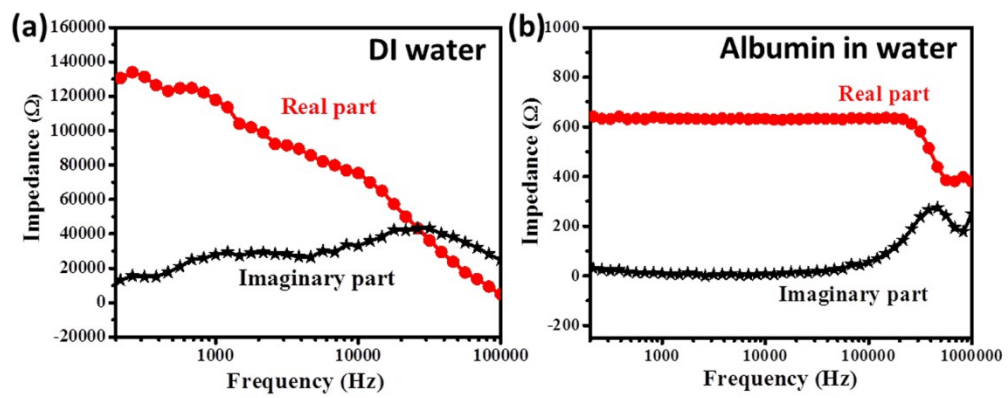 (a)
DI water
160000
140000
120000
100000
80000
60000
40000
20000
0
-20000
Impedance (Ω)
Real part
Imaginary part
1000
10000
100000
Frequency (Hz)
(b)
Albumin in water
1000
800
600
400
200
0
-200
Impedance (Ω)
Real part
Imaginary part
1000
10000
100000
1000000
Frequency (Hz)